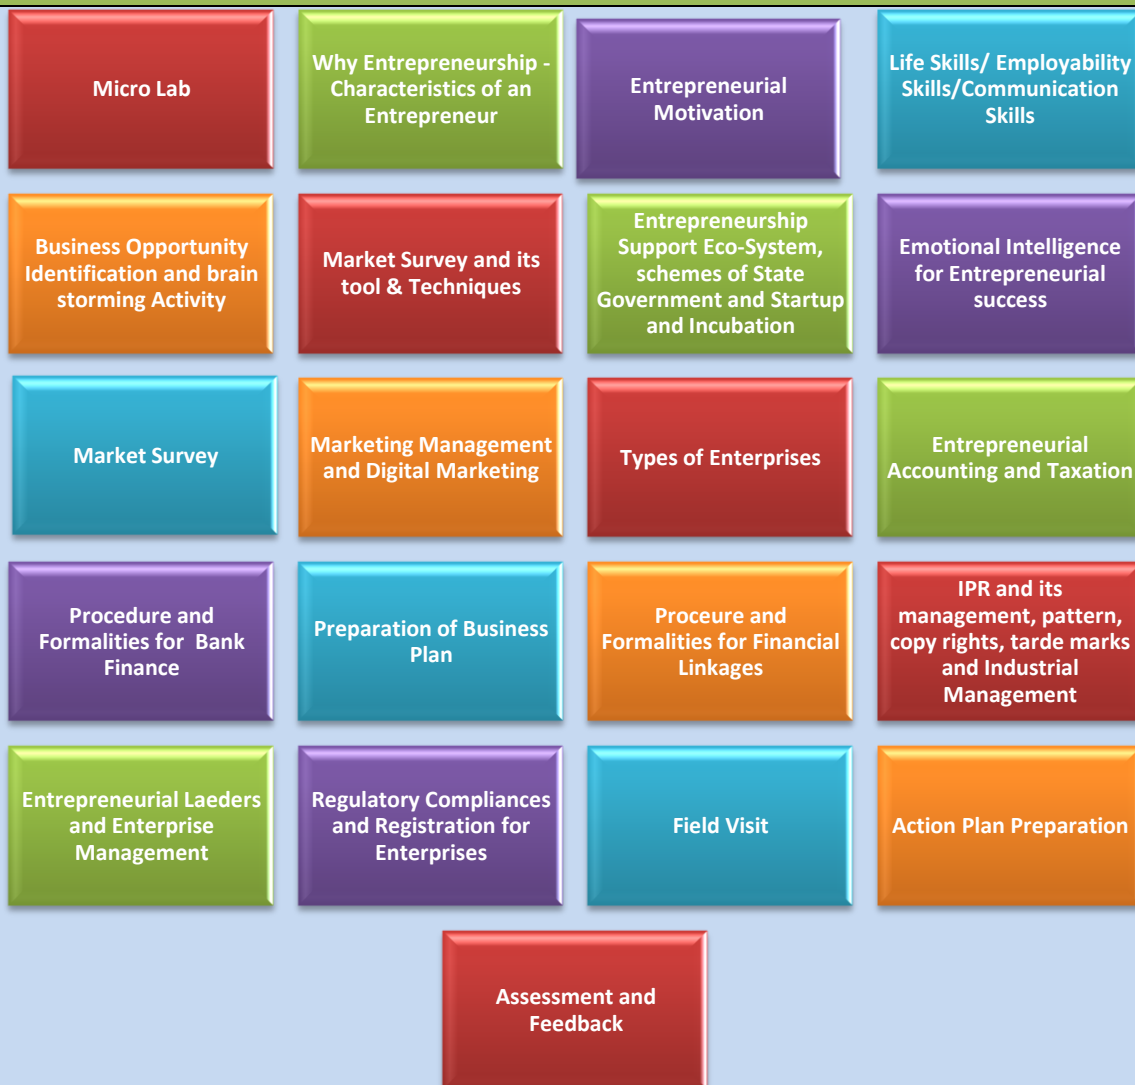 Micro Lab
Why Entrepreneurship -
Characteristics of an
Entrepreneur
Entrepreneurial
Motivation
Life Skills/ Employability
Skills/Communication
Skills
Business Opportunity
Identification and brain
storming Activity
Market Survey and its
tool & Techniques
Entrepreneurship
Support Eco-System,
schemes of State
Government and Startup
and Incubation
Emotional Intelligence
for Entrepreneurial
success
Market Survey
Marketing Management
and Digital Marketing
Types of Enterprises
Entrepreneurial
Accounting and Taxation
Procedure and
Formalities for Bank
Finance
Preparation of Business
Plan
Proceure and
Formalities for Financial
Linkages
IPR and its
management, pattern,
copy rights, tarde marks
and Industrial
Management
Entrepreneurial Laeders
and Enterprise
Management
Regulatory Compliances
and Registration for
Enterprises
Field Visit
Action Plan Preparation
Assessment and
Feedback